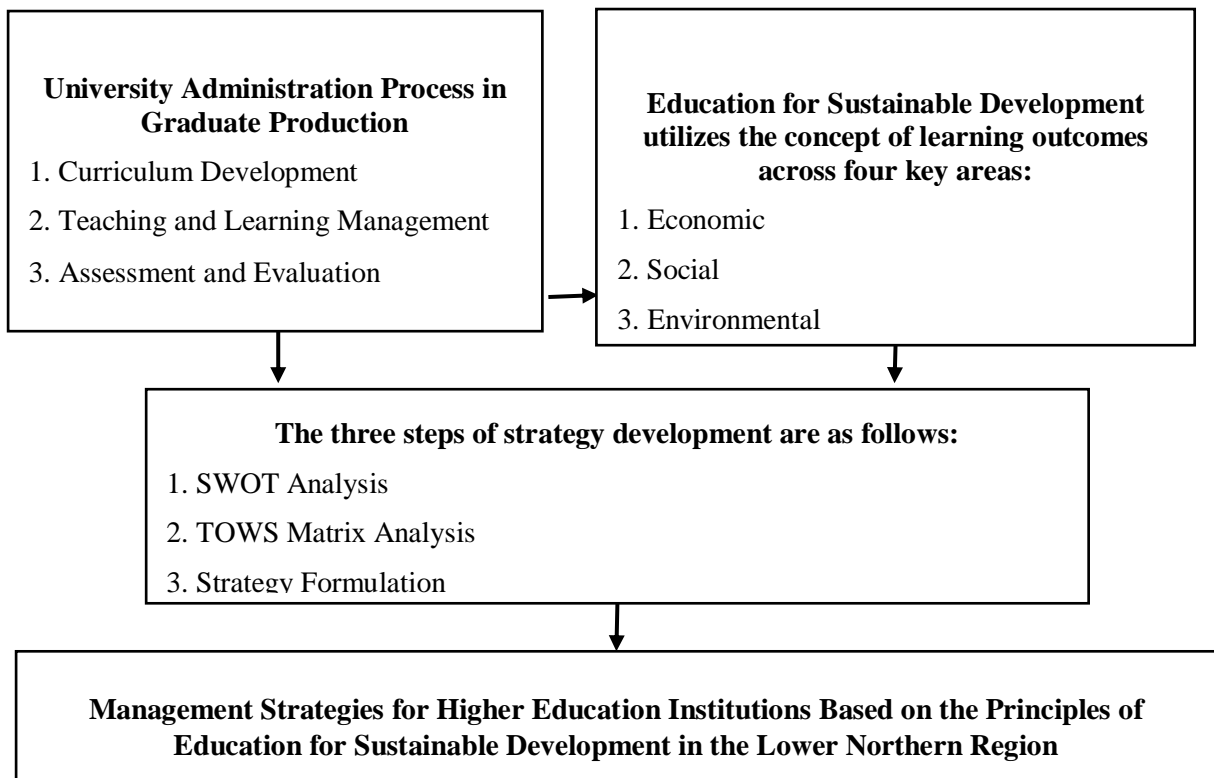 University Administration Process in
Graduate Production
1. Curriculum Development
2. Teaching and Learning Management
3. Assessment and Evaluation
Education for Sustainable Development
utilizes the concept of learning outcomes
across four key areas:
1. Economic
2. Social
3. Environmental
The three steps of strategy development are as follows:
1. SWOT Analysis
2. TOWS Matrix Analysis
3. Strategy Formulation
Management Strategies for Higher Education Institutions Based on the Principles of
Education for Sustainable Development in the Lower Northern Region